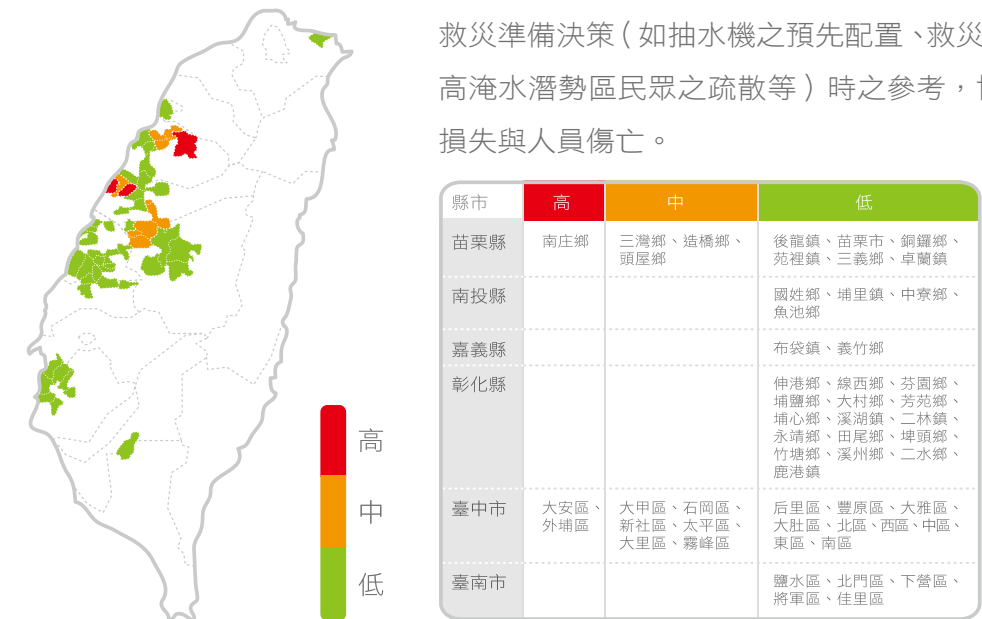 救災準備決策（如抽水機之預先配置、救災
高淹水潛勢區民眾之疏散等）時之參考，
損失與人員傷亡。
縣市 高 中 低
苗栗縣 南庄鄉 三灣鄉、造橋鄉、 後龍鎮、苗栗市、銅鑼鄉、
頭屋鄉 苑裡鎮、三義鄉、卓蘭鎮
南投縣 國姓鄉、埔里鎮、中寮鄉、
魚池鄉
嘉義縣 布袋鎮、義竹鄉
彰化縣 伸港鄉、線西鄉、芬園鄉、
埔鹽鄉、大村鄉、芳苑鄉、
埔心鄉、溪湖鎮、二林鎮、
永靖鄉、田尾鄉、埤頭鄉、
竹塘鄉、溪州鄉、二水鄉、
鹿港鎮
臺中市 大安區、 大甲區、石岡區、 后里區、豐原區、大雅區、
外埔區 新社區、太平區、 大肚區、北區、西區、中區、
大里區、霧峰區 東區、南區
臺南市 鹽水區、北門區、下營區、
將軍區、佳里區
高
中
低